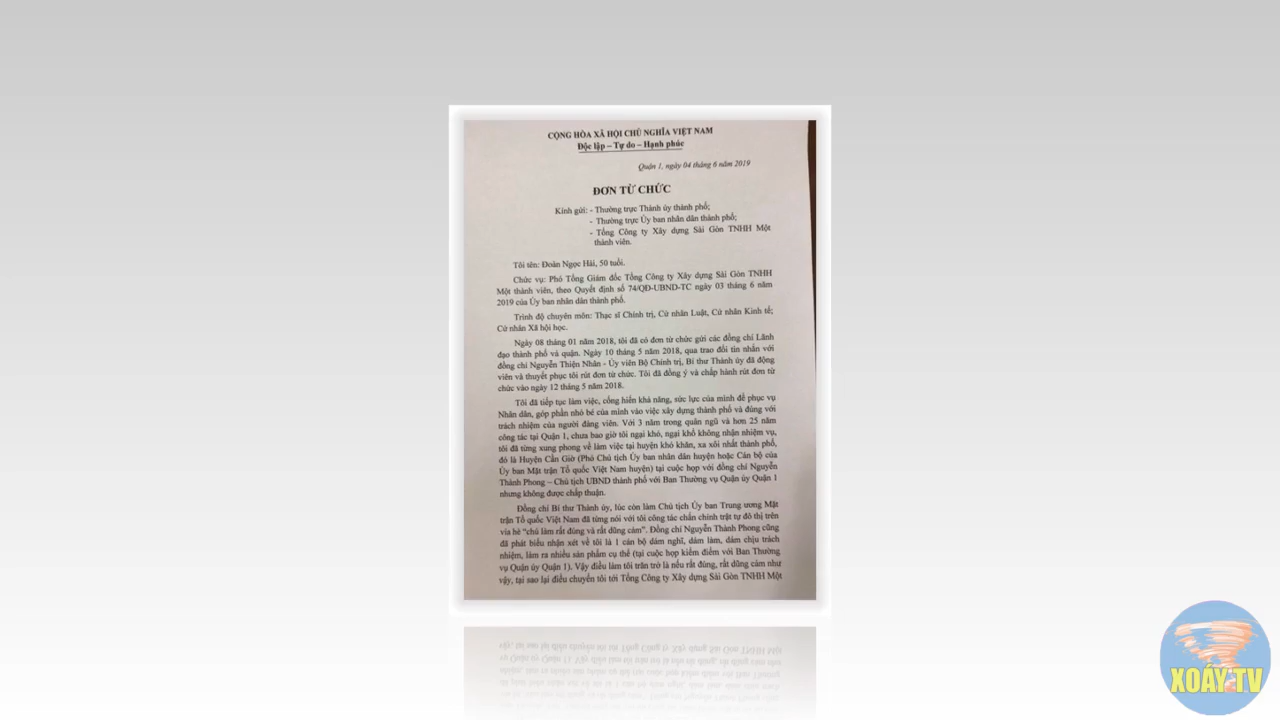 CỘNG HÒA XÃ HỘI CHỦ NGHĨA VIỆT NAM
Độc lập – Tự do – Hạnh phúc
Quận 1, ngày 04 tháng 6 năm 2019
ĐƠN TỪ CHỨC
Kính gửi: - Thường trực Thành ủy thành phố;
- Thường trực Ủy ban nhân dân thành phố;
- Tổng Công ty Xây dựng Sài Gòn TNHH Một
thành viên.
Tôi tên: Đoàn Ngọc Hải, 50 tuổi.
Chức vụ: Phó Tổng Giám đốc Tổng Công ty Xây dựng Sài Gòn TNHH
Một thành viên, theo Quyết định số 74/QĐ-UBND-TC ngày 03 tháng 6 năm
2019 của Ủy ban nhân dân thành phố.
Trình độ chuyên môn: Thạc sĩ Chính trị, Cử nhân Luật, Cử nhân Kinh tế;
Cử nhân Xã hội học.
Ngày 08 tháng 01 năm 2018, tôi đã có đơn từ chức gửi các đồng chí Lãnh
đạo thành phố và quận. Ngày 10 tháng 5 năm 2018, qua trao đổi tin nhắn với
đồng chí Nguyễn Thiện Nhân - Ủy viên Bộ Chính trị, Bí thư Thành ủy đã động
viên và thuyết phục tôi rút đơn từ chức. Tôi đã đồng ý và chấp hành rút đơn từ
chức vào ngày 12 tháng 5 năm 2018.
Tôi đã tiếp tục làm việc, cống hiến khả năng, sức lực của mình để phục vụ
Nhân dân, góp phần nhỏ bé của mình vào việc xây dựng thành phố và đúng với
trách nhiệm của người đảng viên. Với 3 năm trong quân ngũ và hơn 25 năm
công tác tại Quận 1, chưa bao giờ tôi ngại khó, ngại khổ không nhận nhiệm vụ,
tôi đã từng xung phong về làm việc tại huyện khó khăn, xa xôi nhất thành phố,
đó là Huyện Cần Giờ (Phó Chủ tịch Ủy ban nhân dân huyện hoặc Cán bộ của
Ủy ban Mặt trận Tổ quốc Việt Nam huyện) tại cuộc họp với đồng chí Nguyễn
Thành Phong – Chủ tịch UBND thành phố với Ban Thường vụ Quận ủy Quận 1
nhưng không được chấp thuận.
Đồng chí Bí thư Thành ủy, lúc còn làm Chủ tịch Ủy ban Trung ương Mặt
trận Tổ quốc Việt Nam đã từng nói với tôi công tác chấn chỉnh trật tự đô thị trên
vỉa hè "chú làm rất đúng và rất dũng cảm". Đồng chí Nguyễn Thành Phong cũng
đã phát biểu nhận xét về tôi là 1 cán bộ dám nghĩ, dám làm, dám chịu trách
nhiệm, làm ra nhiều sản phẩm cụ thể (tại cuộc họp kiểm điểm với Ban Thường
vụ Quận ủy Quận 1). Vậy điều làm tôi trăn trở là nếu rất đúng, rất dũng cảm như
vậy, tại sao lại điều chuyển tôi tới Tổng Công ty Xây dựng Sài Gòn TNHH Một
XOÁY TV